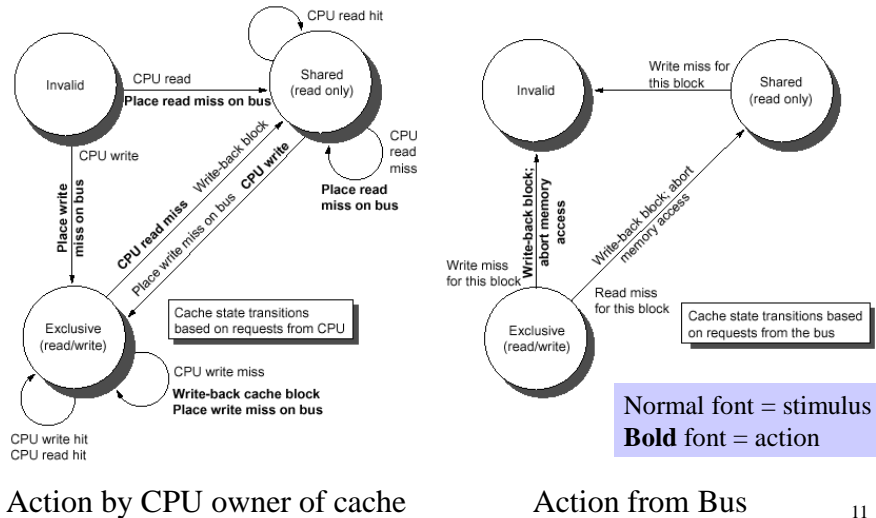 CPU read hit
Invalid
CPU read
Place read miss on bus
Shared
(read only)
CPU write
Place write
miss on bus
CPU read miss Write-back block
Place write miss on bus CPU write
CPU
read
miss
Place read
miss on bus
Cache state transitions
based on requests from CPU
Exclusive
(read/write)
CPU write miss
Write-back cache block
Place write miss on bus
CPU write hit
CPU read hit
Invalid
Write miss for
this block
Shared
(read only)
Write-back block;
abort memory
access
Write-back block; abort
memory access
Write miss
for this block
Read miss
for this block
Exclusive
(read/write)
Cache state transitions based
on requests from the bus
Normal font = stimulus
Bold font = action
Action by CPU owner of cache
Action from Bus
11